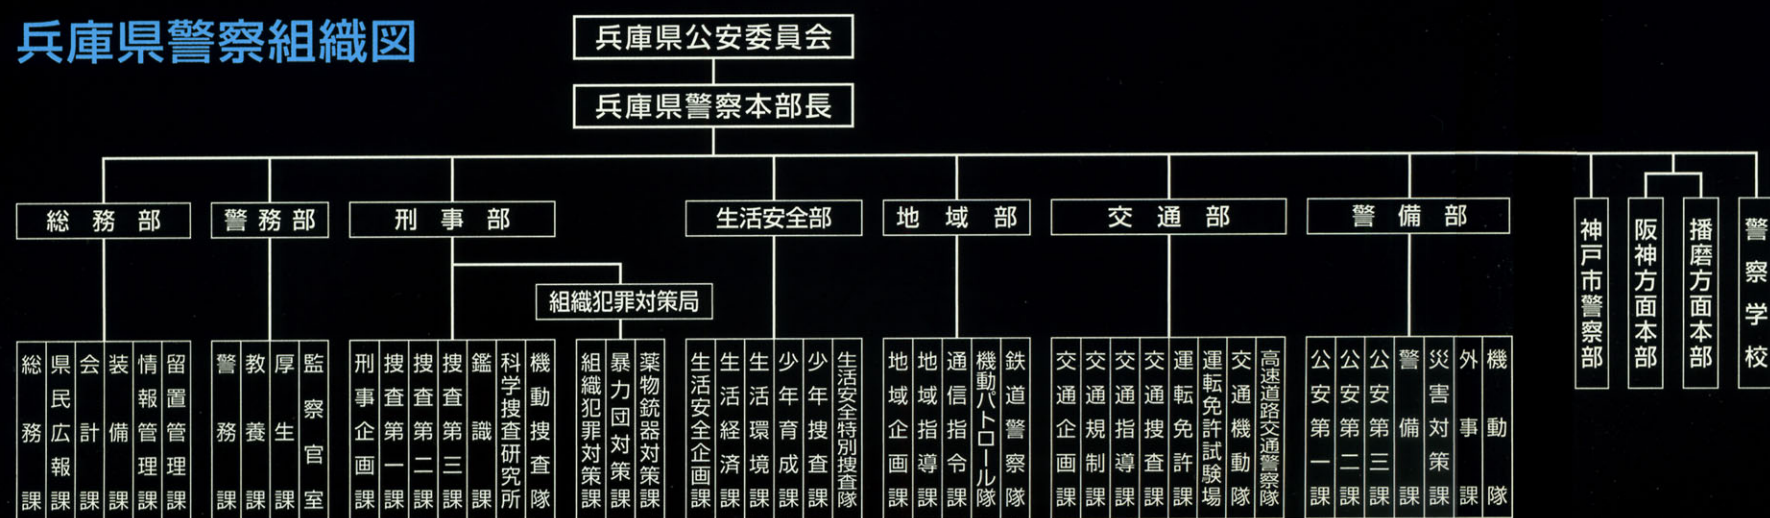 兵庫県警察組織図
兵庫県公安委員会
兵庫県警察本部長
総務部
警務部
刑事部
生活安全部
地域部
交通部
警備部
神戸市警察部
阪神方面本部
播磨方面本部
警察学校
組織犯罪対策局
総務課
県民広報課
会計課
装備課
情報管理課
留置管理課
警務課
教養課
厚生課
監察官室
刑事企画課
捜査第一課
捜査第二課
捜査第三課
鑑識課
科学捜査研究所
機動捜査隊
組織犯罪対策課
暴力団対策課
薬物銃器対策課
生活安全企画課
生活経済課
生活環境課
少年育成課
少年捜査課
生活安全特別捜査隊
地域企画課
地域指導課
通信指令課
機動パトロール隊
鉄道警察隊
交通企画課
交通規制課
交通指導課
交通捜査課
運転免許課
運転免許試験場
交通機動隊
高速道路交通警察隊
公安第一課
公安第二課
公安第三課
警備課
災害対策課
外事課
機動隊